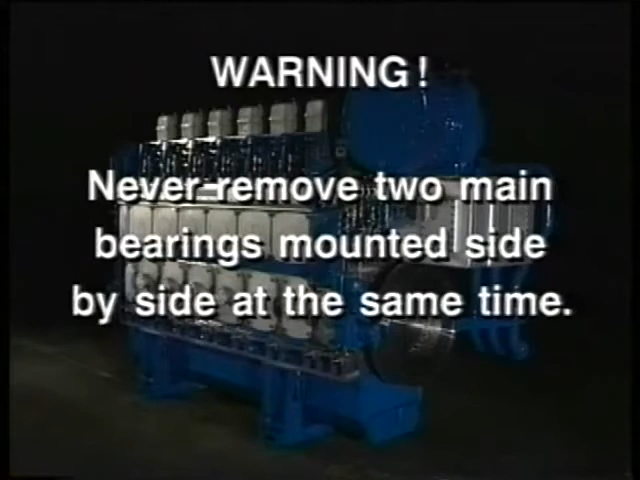 WARNING!
Never remove two main
bearings mounted side
by side at the same time.